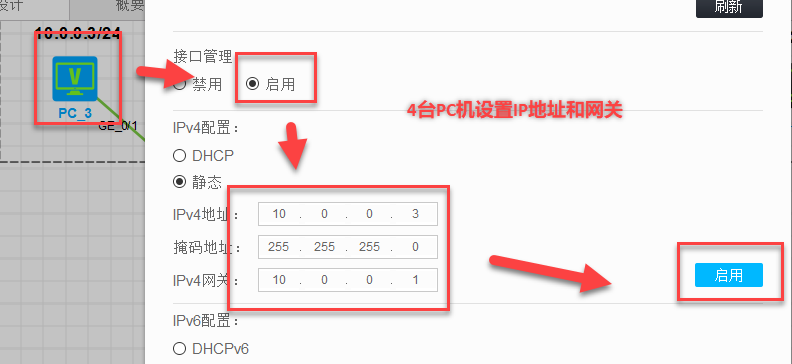 设计
概要
刷新
10.0.0.3/24
接口管理
禁用
启用
PC_3
4台PC机设置IP地址和网关
GE_0/1
IPv4配置：
DHCP
静态
IPv4地址：
10 . 0 . 0 . 3
掩码地址：
255 . 255 . 255 . 0
IPv4网关：
10 . 0 . 0 . 1
启用
IPv6配置：
DHCPv6